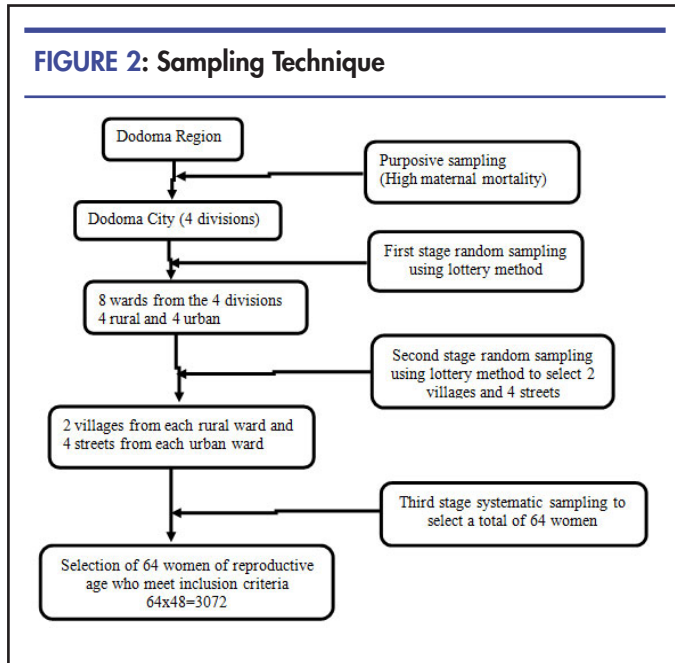 FIGURE 2: Sampling Technique
Dodoma Region
Purposive sampling
(High maternal mortality)
Dodoma City (4 divisions)
First stage random sampling
using lottery method
8 wards from the 4 divisions
4 rural and 4 urban
Second stage random sampling
using lottery method to select 2
villages and 4 streets
2 villages from each rural ward and
4 streets from each urban ward
Third stage systematic sampling to
select a total of 64 women
Selection of 64 women of reproductive
age who meet inclusion criteria
64x48=3072